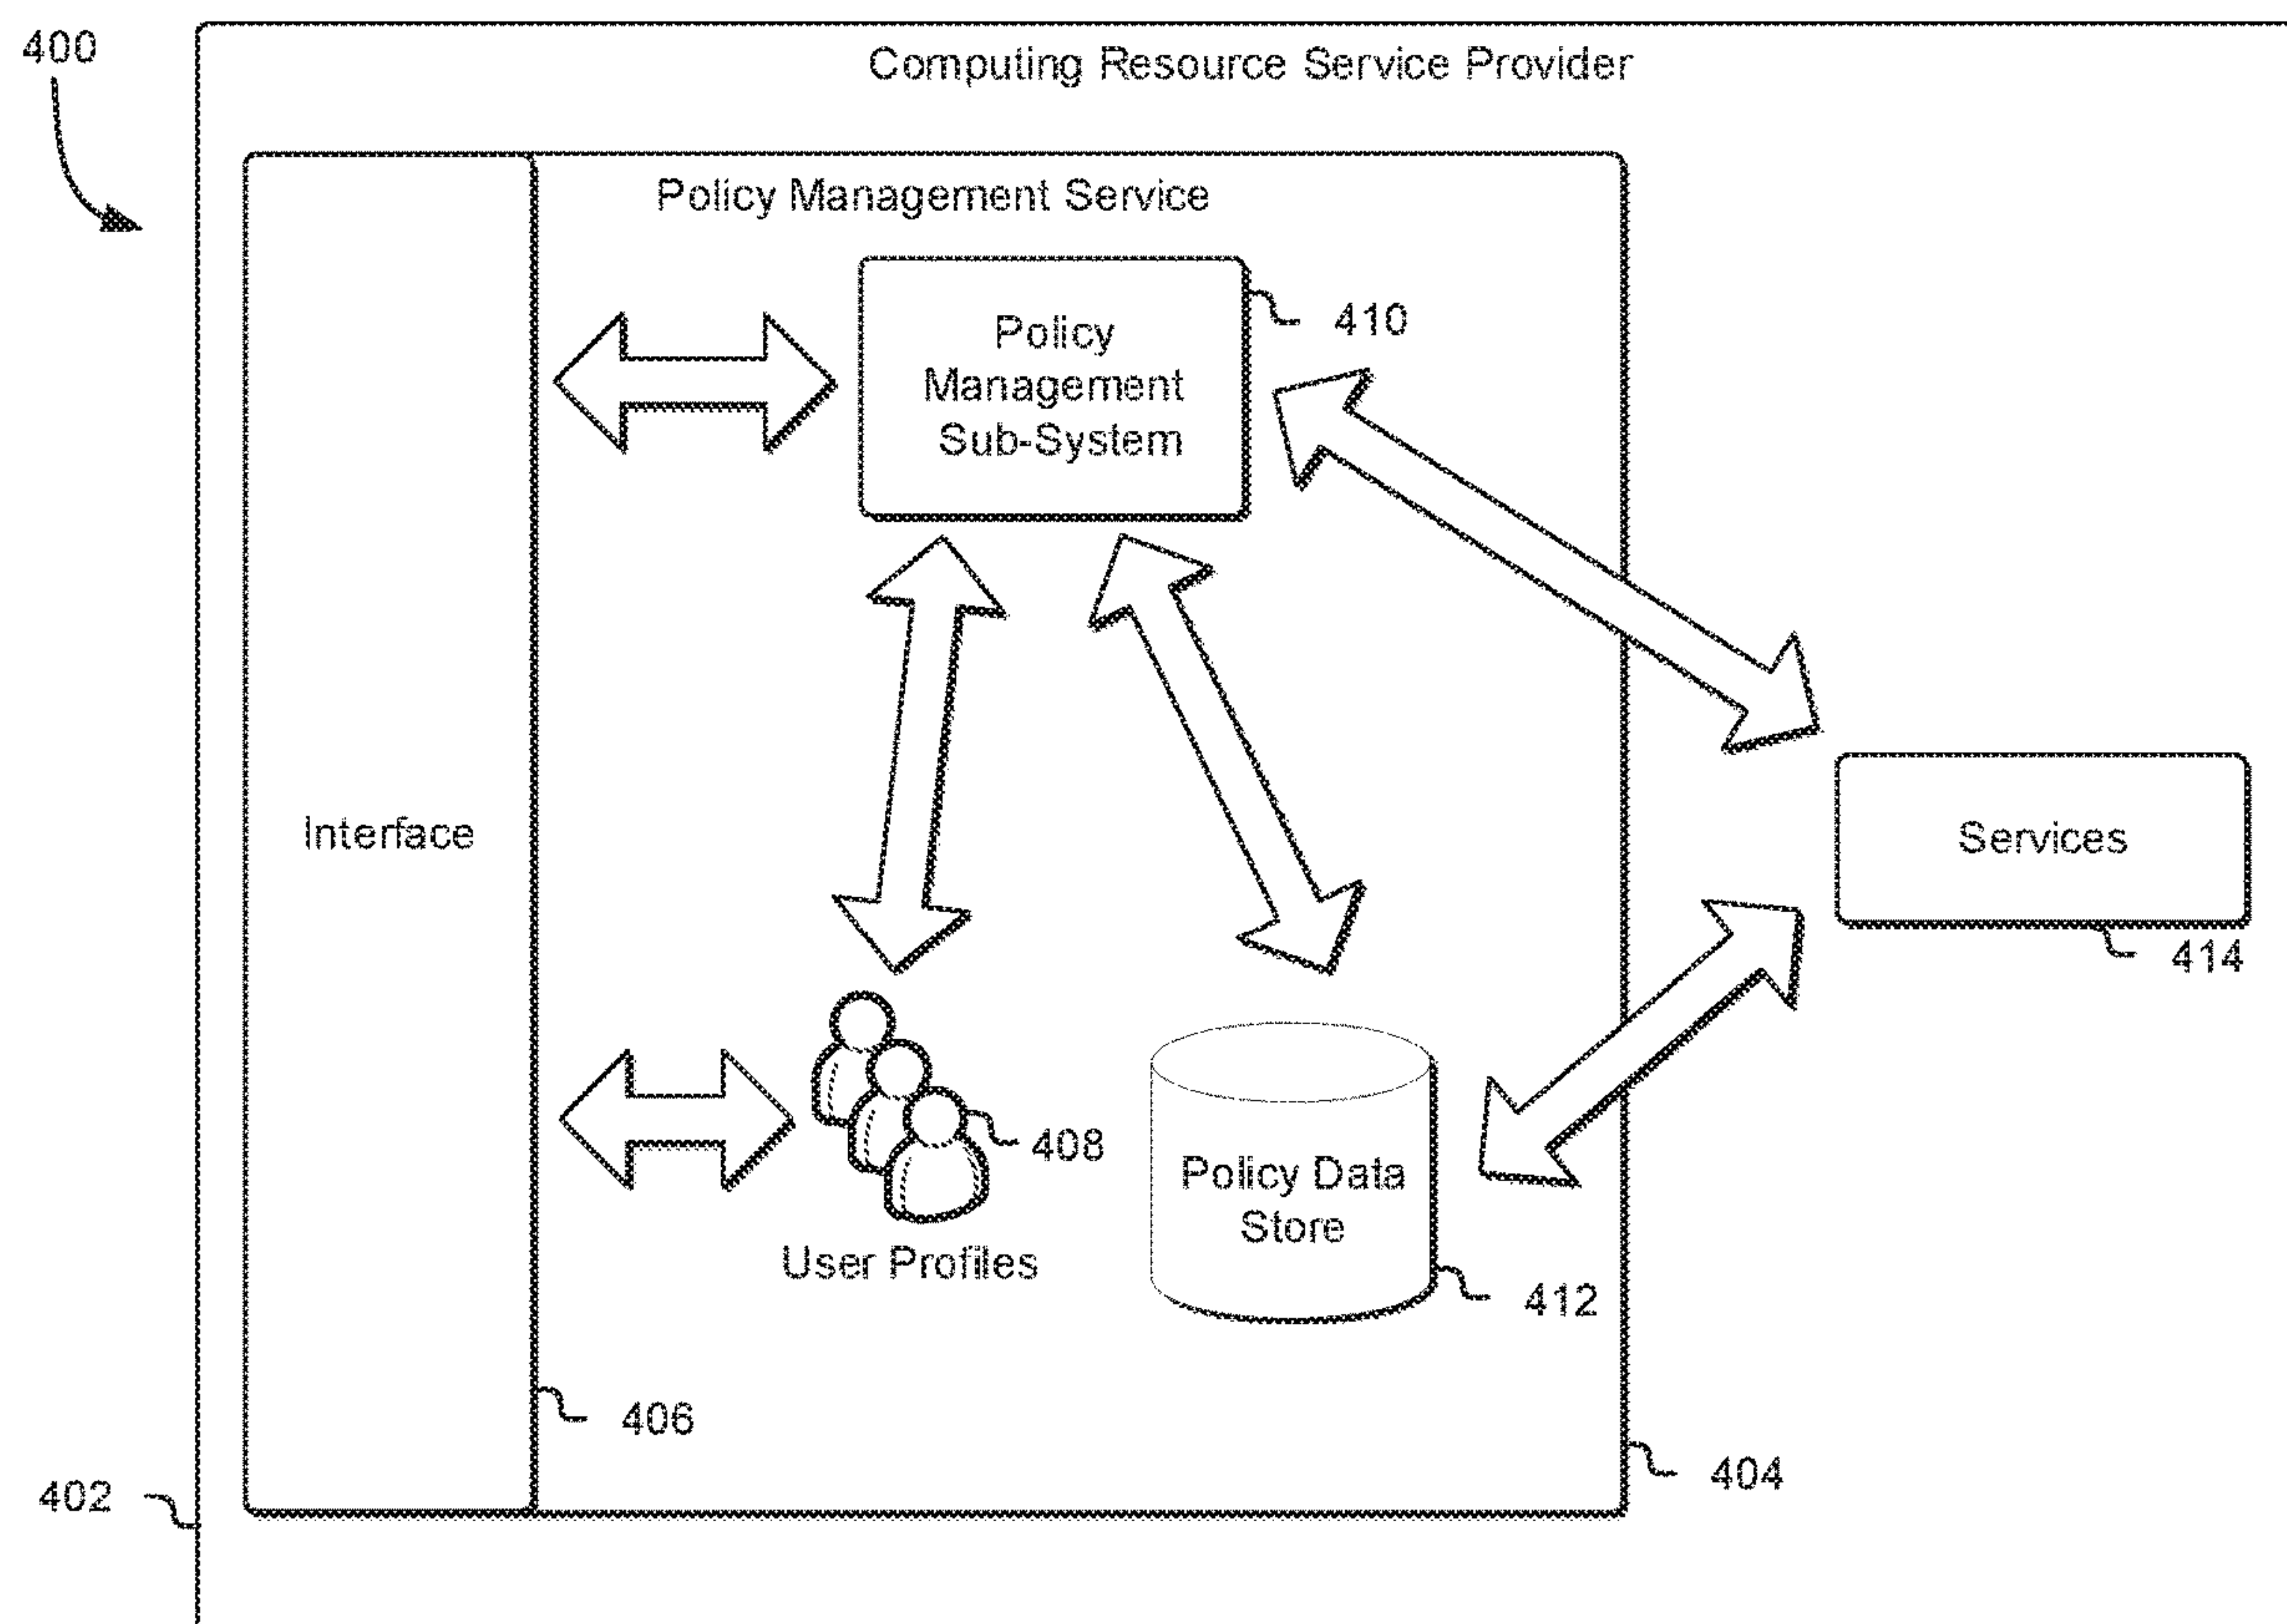 400
Computing Resource Service Provider
Policy Management Service
Policy
Management
Sub-System
410
Interface
Services
414
408
User Profiles
Policy Data
Store
412
406
404
402